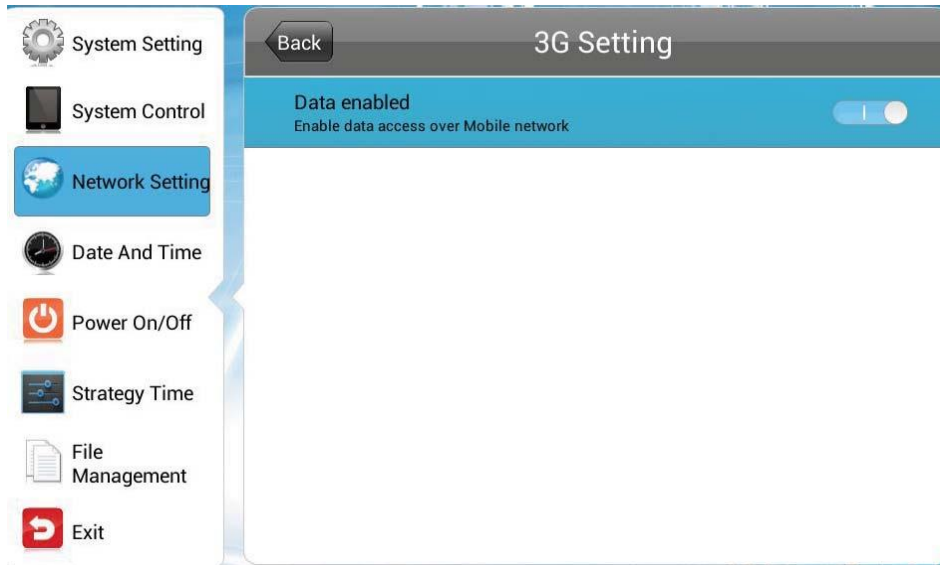 System Setting
System Control
Network Setting
Date And Time
Power On/Off
Strategy Time
File
Management
Exit
Back
3G Setting
Data enabled
Enable data access over Mobile network